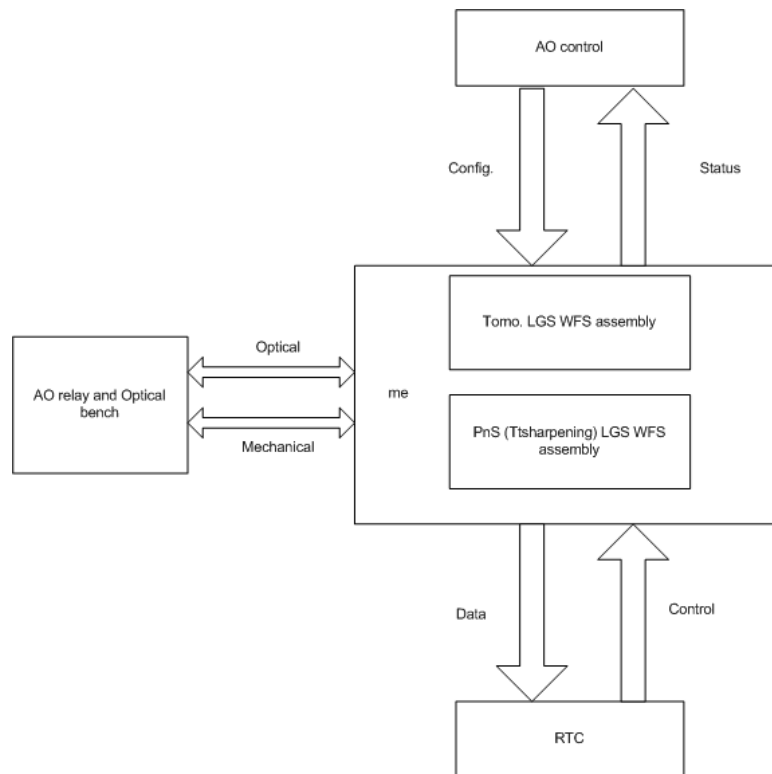 AO control
Config.
Status
Tomo. LGS WFS assembly
Optical
AO relay and Optical
bench
me
Mechanical
PnS (Ttsharpening) LGS WFS
assembly
Data
Control
RTC